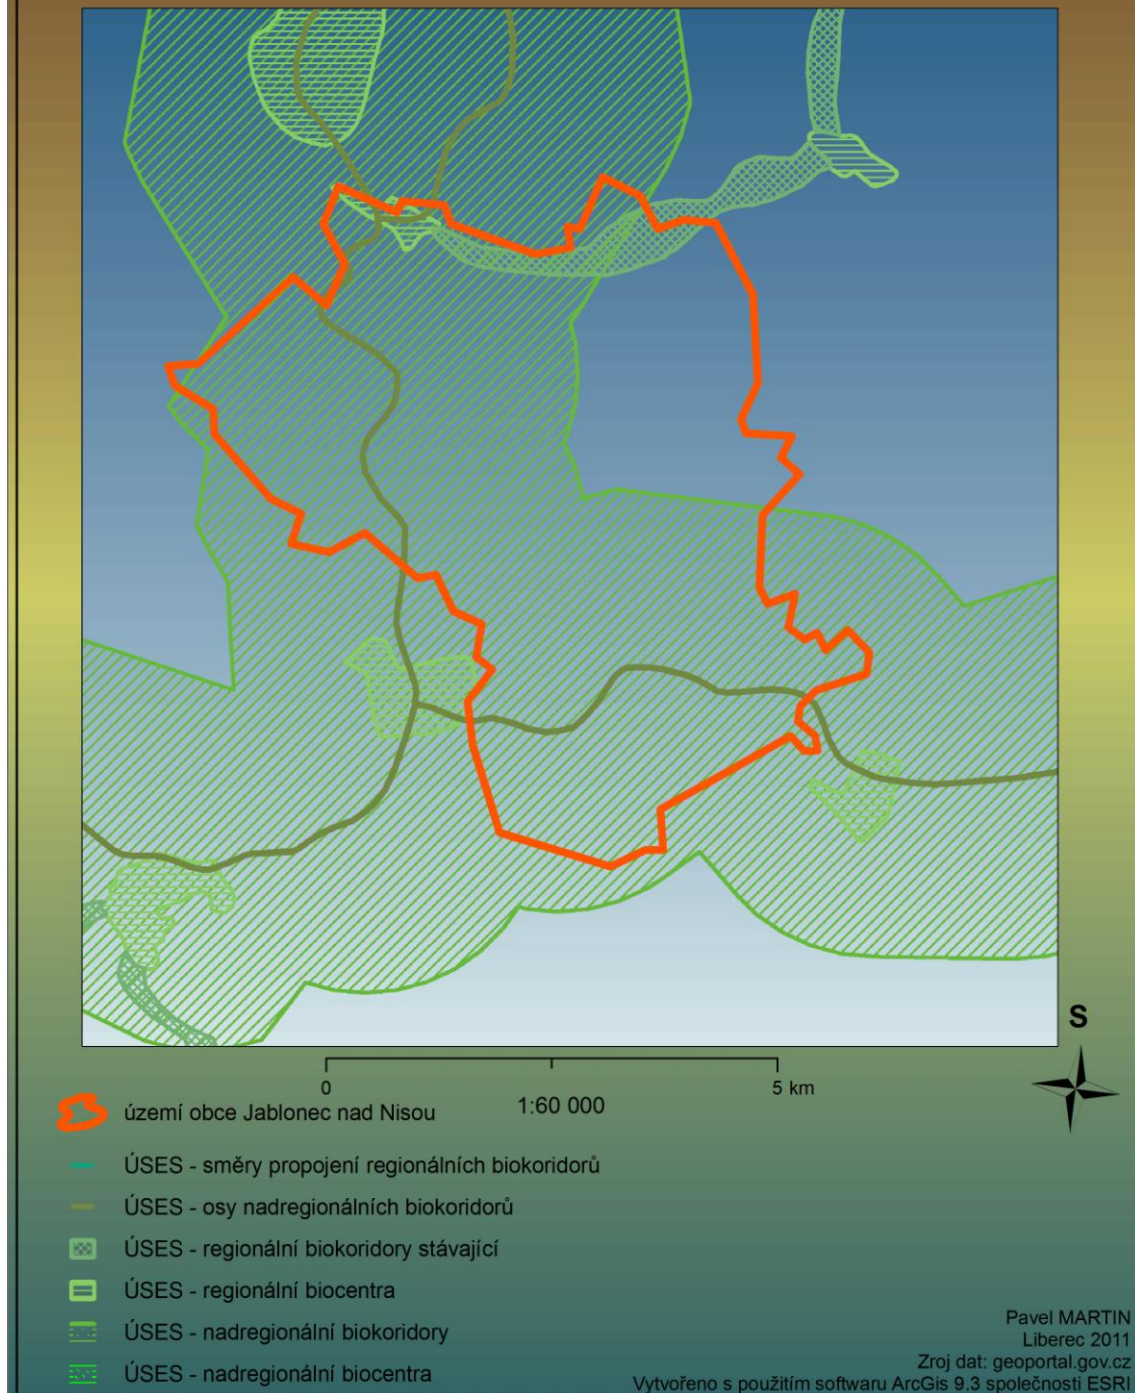 S
0
5 km
1:60 000
území obce Jablonec nad Nisou
ÚSES - směry propojení regionálních biokoridorů
ÚSES - osy nadregionálních biokoridorů
ÚSES - regionální biokoridory stávající
ÚSES - regionální biocentra
ÚSES - nadregionální biokoridory
ÚSES - nadregionální biocentra
Pavel MARTIN
Liberec 2011
Zroj dat: geoportal.gov.cz
Vytvořeno s použitím softwaru ArcGis 9.3 společnosti ESRI